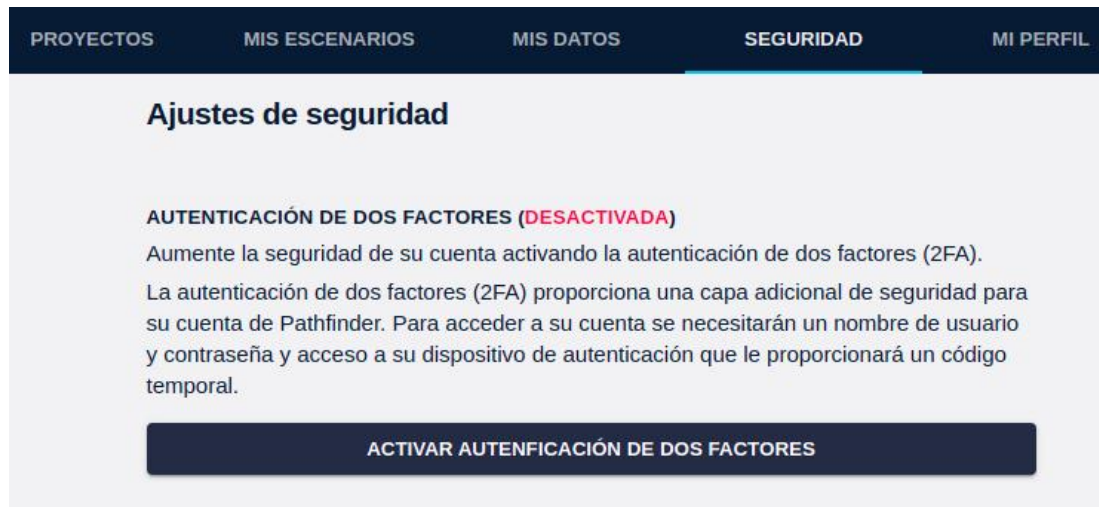 PROYECTOS MIS ESCENARIOS MIS DATOS SEGURIDAD MI PERFIL
Ajustes de seguridad
AUTENTICACIÓN DE DOS FACTORES (DESACTIVADA)
Aumente la seguridad de su cuenta activando la autenticación de dos factores (2FA).
La autenticación de dos factores (2FA) proporciona una capa adicional de seguridad para
su cuenta de Pathfinder. Para acceder a su cuenta se necesitarán un nombre de usuario
y contraseña y acceso a su dispositivo de autenticación que le proporcionará un código
temporal.
ACTIVAR AUTENFICACIÓN DE DOS FACTORES